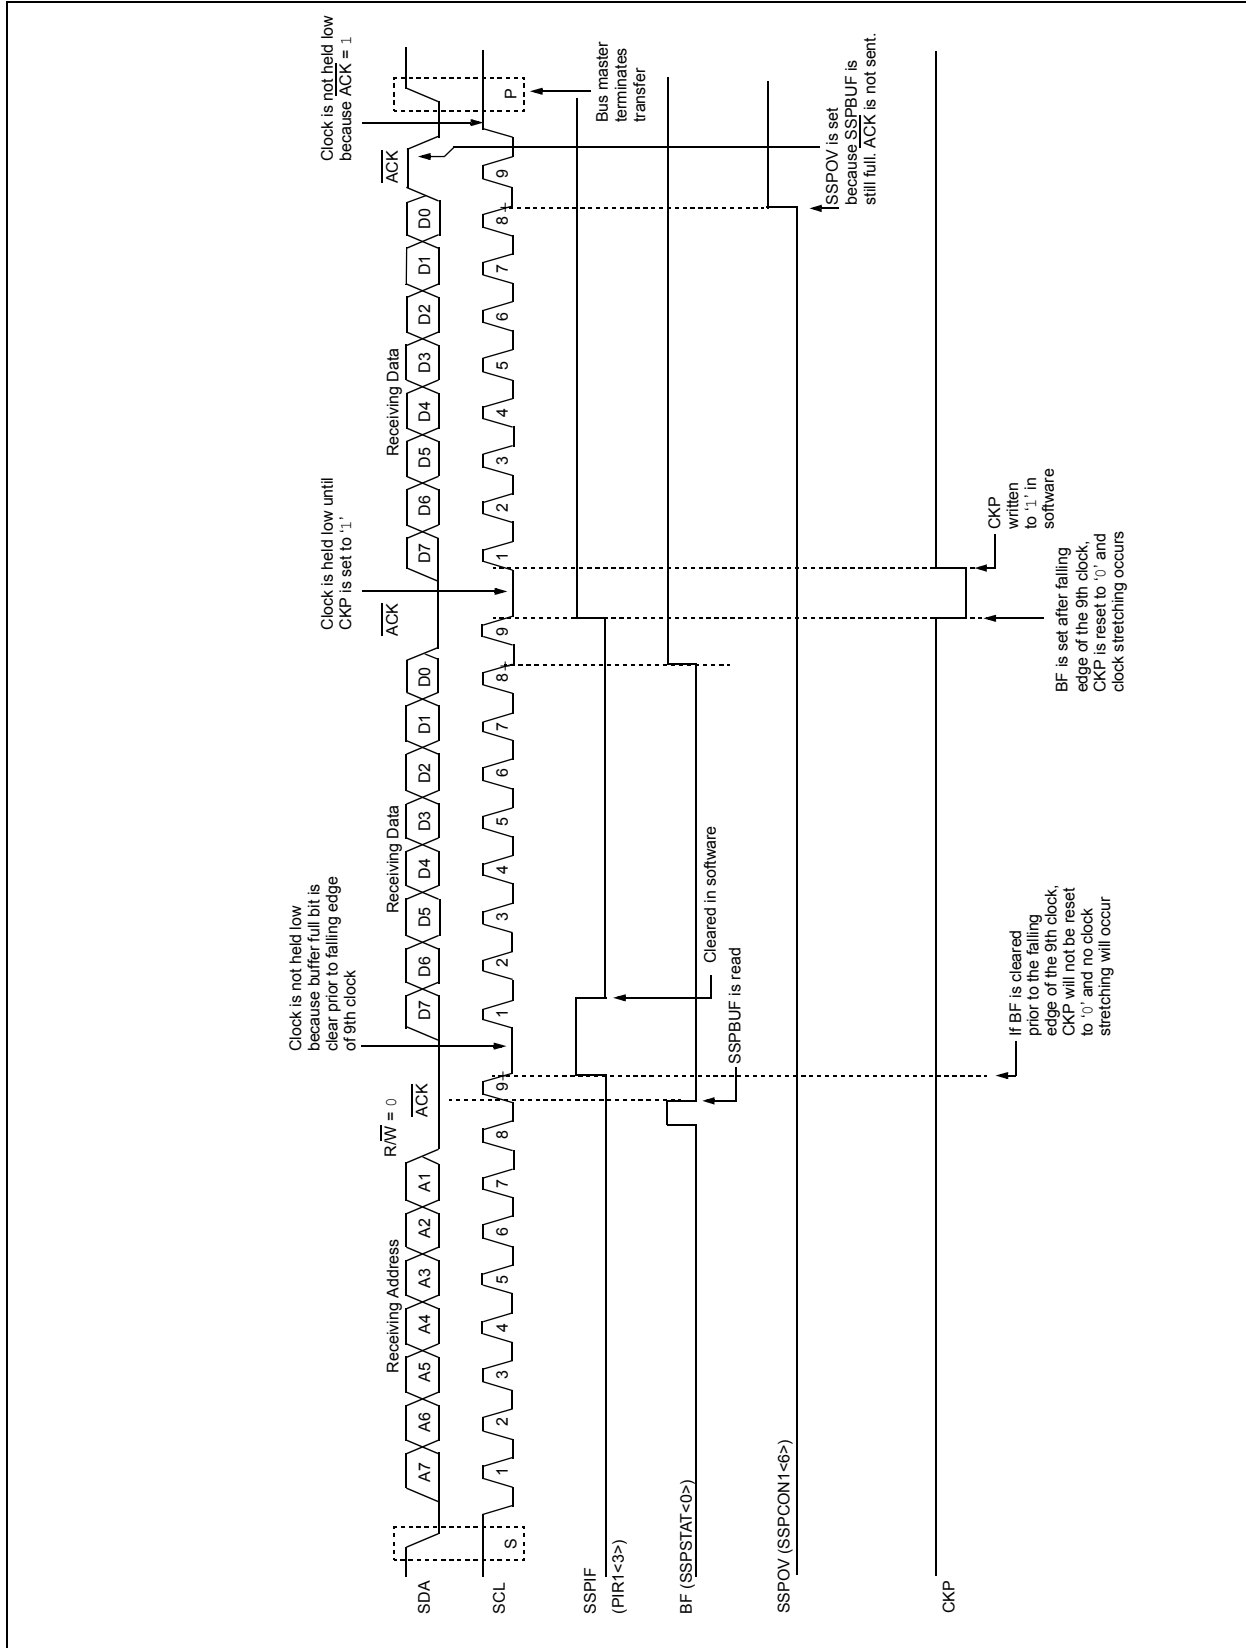 Clock is not held low
because ACK = 1
Clock is held low until
CKP is set to ‘1’
Clock is not held low
because buffer full bit is
clear prior to falling edge
of 9th clock
Receiving Address
R/W = 0
ACK
Receiving Data
ACK
Receiving Data
ACK
SDA
A7 A6 A5 A4 A3 A2 A1
D7 D6 D5 D4 D3 D2 D1 D0
D7 D6 D5 D4 D3 D2 D1 D0
SCL
S
1 2 3 4 5 6 7 8 9
1 2 3 4 5 6 7 8 9
1 2 3 4 5 6 7 8 9
P
SSPIF
(PIR1<3>)
Bus master
terminates
transfer
Cleared in software
BF (SSPSTAT<0>)
SSPBUF is read
SSPOV (SSPCON1<6>)
SSPOV is set
because SSPBUF is
still full. ACK is not sent.
CKP
CKP
written
to ‘1’ in
software
If BF is cleared
prior to the falling
edge of the 9th clock,
CKP will not be reset
to ‘0’ and no clock
stretching will occur
BF is set after falling
edge of the 9th clock,
CKP is reset to ‘0’ and
clock stretching occurs